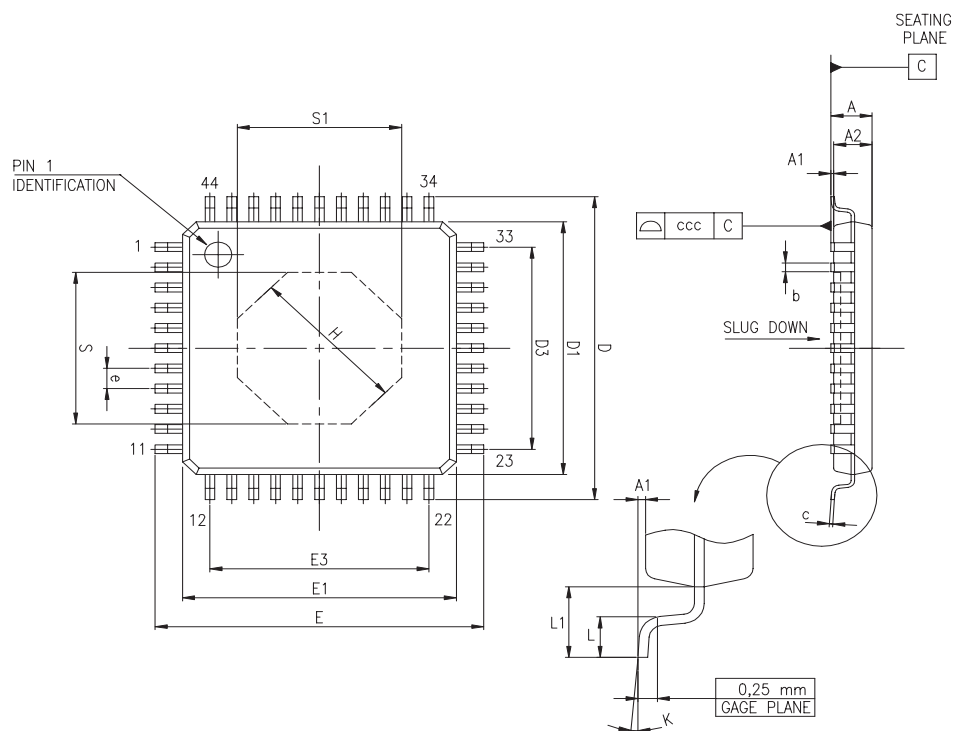 SEATING
PLANE
C
A
A2
A1
S1
PIN 1
IDENTIFICATION
44
34
1
33
ccc
C
b
SLUG DOWN
S
e
H
D3
D1
D
11
23
12
22
A1
c
E3
E1
E
L1
L
0,25 mm
GAGE PLANE
K